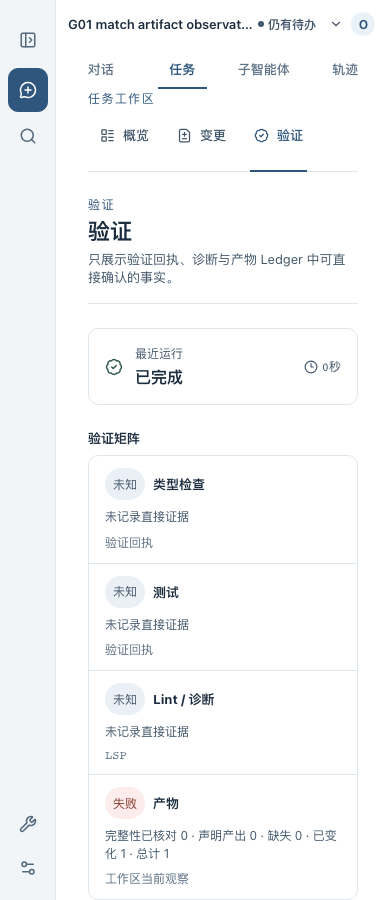 G01 match artifact observat... 仍有待办 O
对话 任务 子智能体 轨迹
任务工作区
概览 变更 验证
验证
验证
只展示验证回执、诊断与产物 Ledger 中可直
接确认的事实。
最近运行
已完成
0秒
验证矩阵
未知 类型检查
未记录直接证据
验证回执
未知 测试
未记录直接证据
验证回执
未知 Lint / 诊断
未记录直接证据
LSP
失败 产物
完整性已核对 0 · 声明产出 0 · 缺失 0 · 已变
化 1 · 总计 1
工作区当前观察